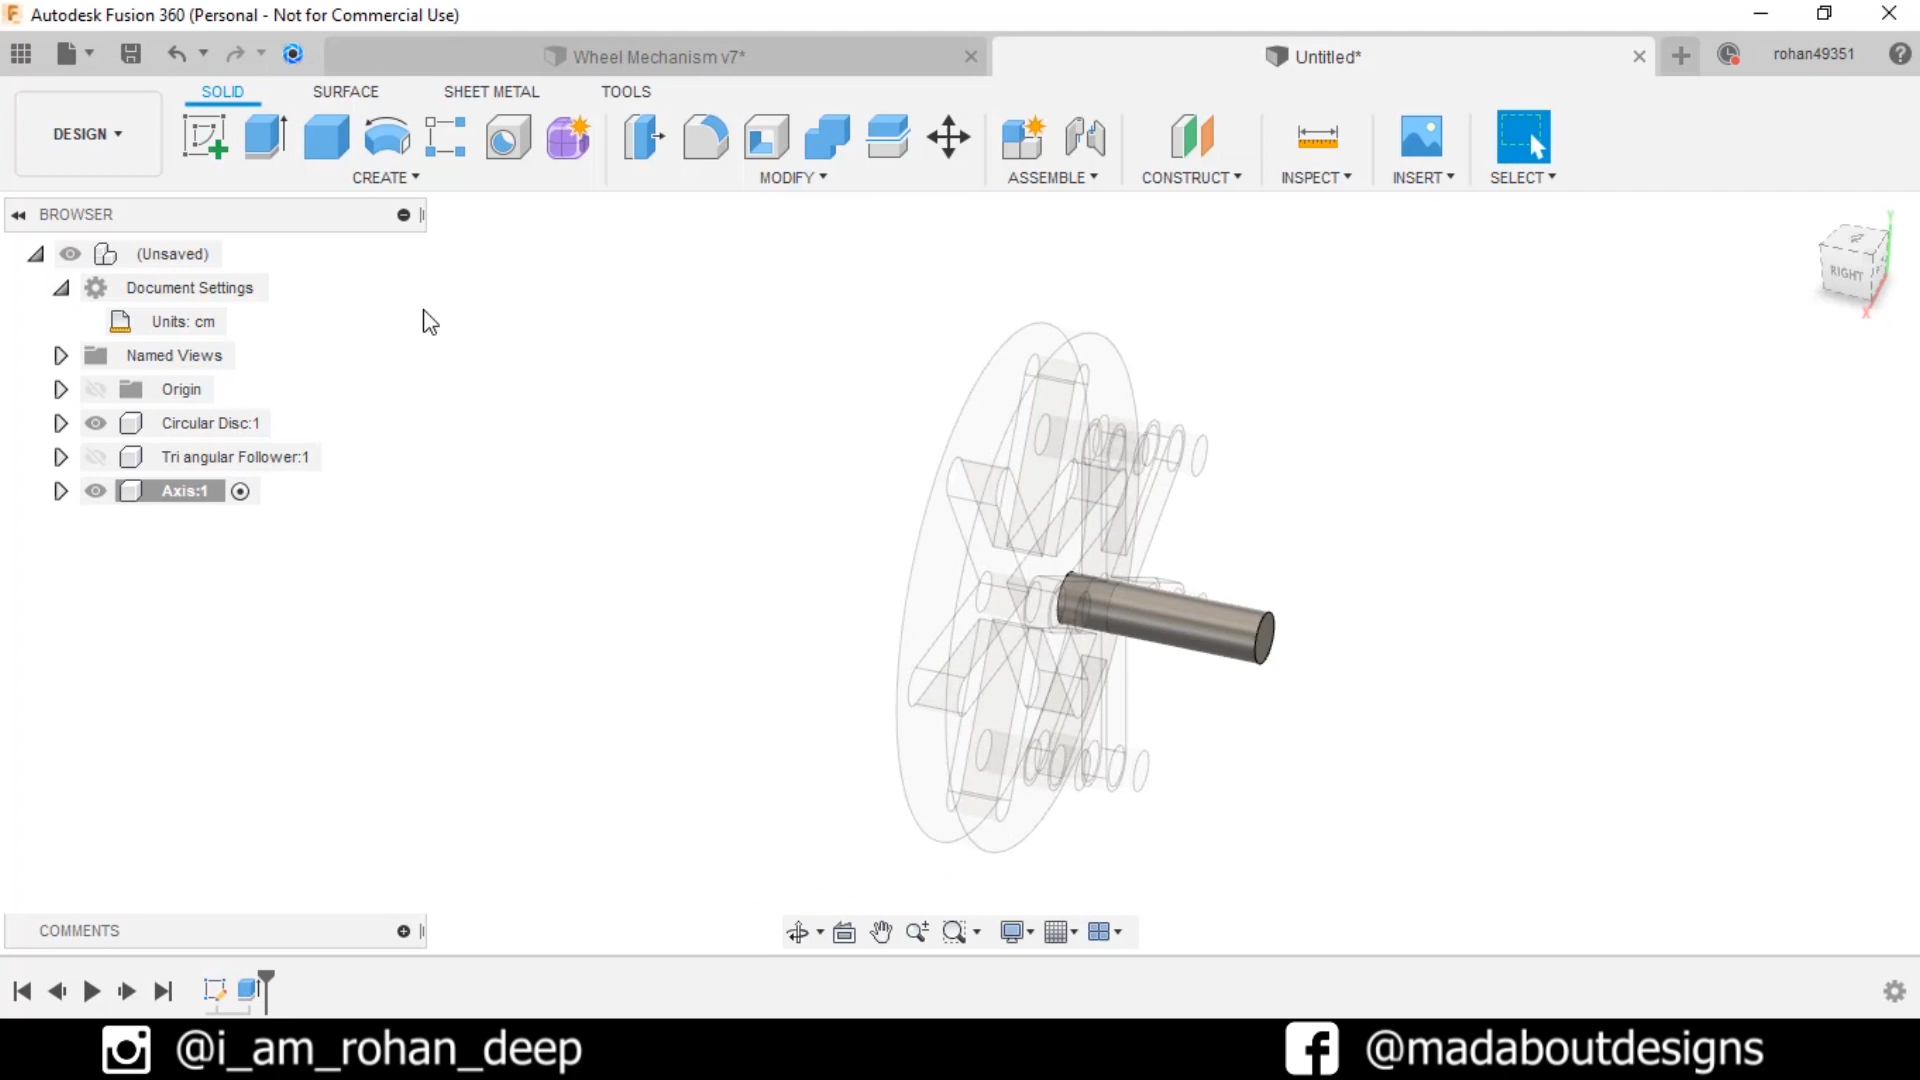 Autodesk Fusion 360 (Personal - Not for Commercial Use)
Wheel Mechanism v7*
Untitled*
rohan49351
SOLID SURFACE SHEET METAL TOOLS
DESIGN
CREATE MODIFY ASSEMBLE CONSTRUCT INSPECT INSERT SELECT
BROWSER
(Unsaved)
Document Settings
Units: cm
Named Views
Origin
Circular Disc:1
Tri angular Follower:1
Axis:1
RIGHT
Y
X
COMMENTS
@i_am_rohan_deep
@madaboutdesigns